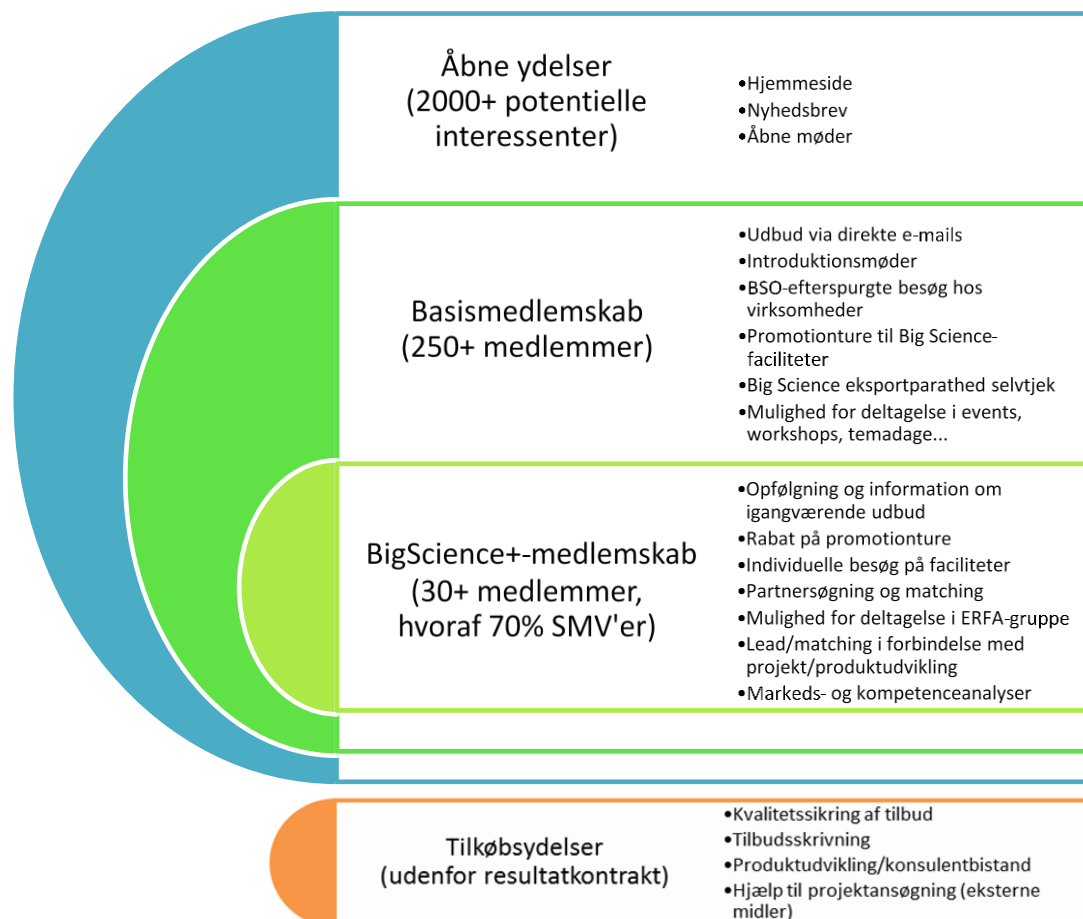 Åbne ydelser
(2000+ potentielle
interessenter)
•Hjemmeside
•Nyhedsbrev
•Åbne møder
Basismedlemskab
(250+ medlemmer)
•Udbud via direkte e-mails
•Introduktionsmøder
•BSO-efterspurgte besøg hos
virksomheder
•Promotionture til Big Science-
faciliteter
•Big Science eksportparathed selvtjek
•Mulighed for deltagelse i events,
workshops, temadage...
BigScience+-medlemskab
(30+ medlemmer,
hvoraf 70% SMV'er)
•Opfølgning og information om
igangværende udbud
•Rabat på promotionture
•Individuelle besøg på faciliteter
•Partnersøgning og matching
•Mulighed for deltagelse i ERFA-gruppe
•Lead/matching i forbindelse med
projekt/produktudvikling
•Markeds- og kompetenceanalyser
Tilkøbsydelser
(udenfor resultatkontrakt)
•Kvalitetssikring af tilbud
•Tilbudsskrivning
•Produktudvikling/konsulentbistand
•Hjælp til projektansøgning (eksterne
midler)